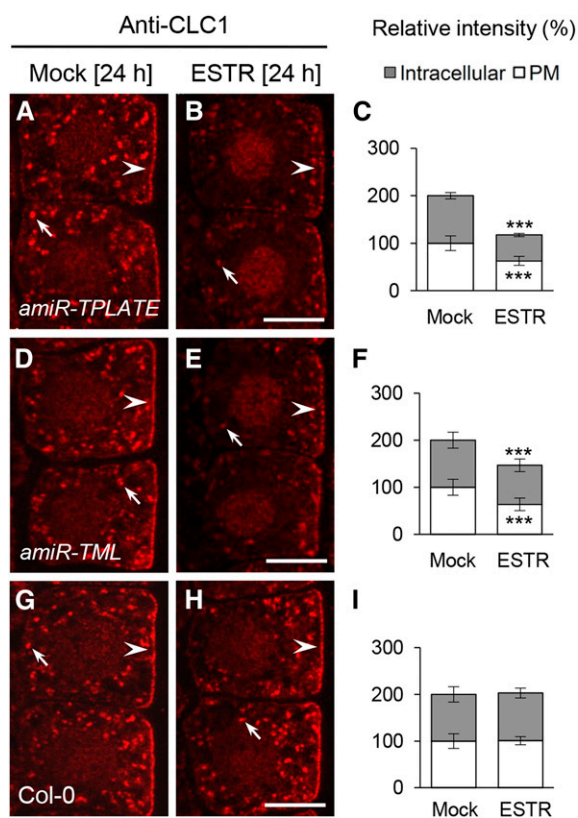 Anti-CLC1
Relative intensity (%)
Mock [24 h] ESTR [24 h]
Intracellular PM
A B C
300
200
100
0
***
***
Mock ESTR
amiR-TPLATE
D E F
300
200
100
0
***
***
Mock ESTR
amiR-TML
G H I
300
200
100
0
Mock ESTR
Col-0